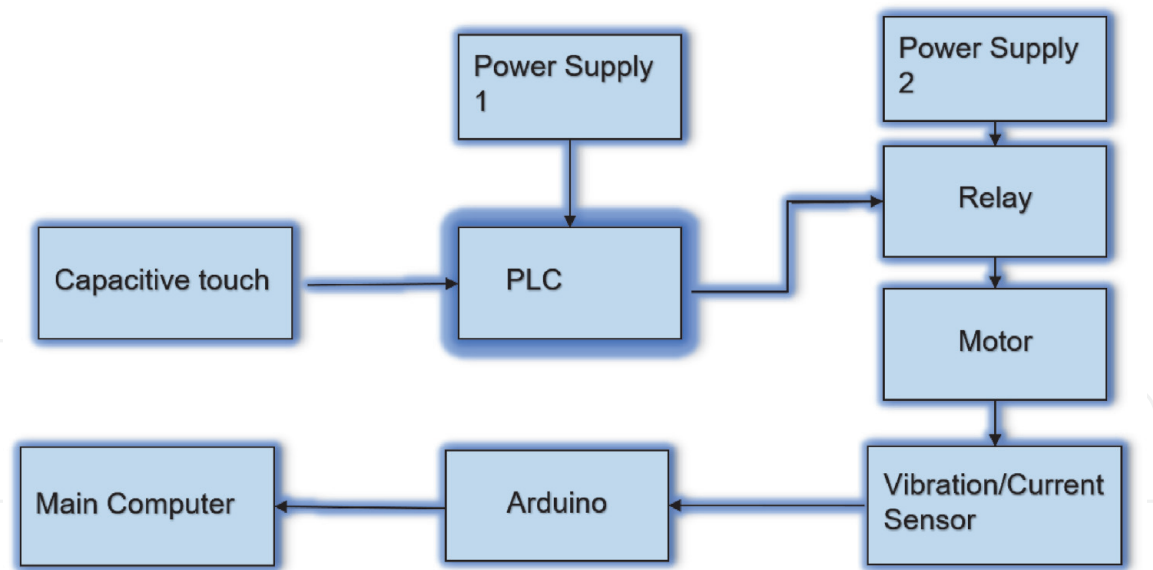 Power Supply
1
Power Supply
2
Relay
Capacitive touch
PLC
Motor
Main Computer
Arduino
Vibration/Current
Sensor